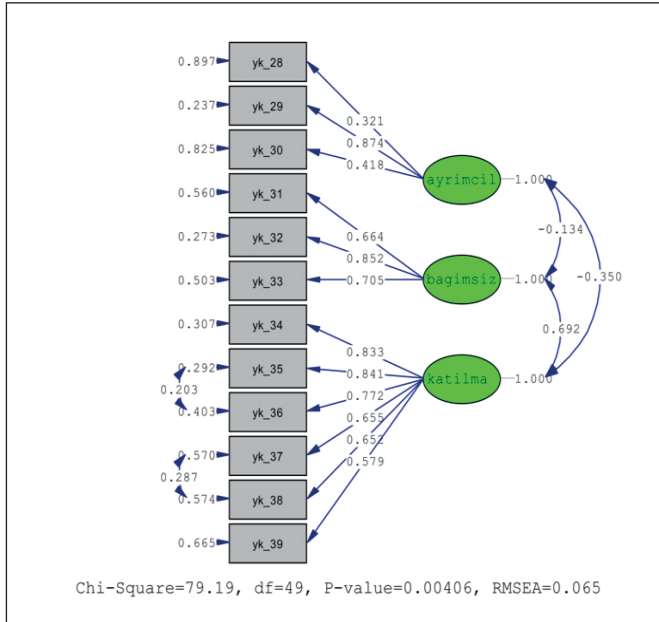 0.897 yk_28
0.237 yk_29
0.321
0.825 yk_30
0.874
0.418
ayrimcil 1.000
0.560 yk_31
-0.134
0.664
0.273 yk_32
0.852
0.503 yk_33
0.705
bagimsiz 1.000
-0.350
0.307 yk_34
0.692
0.833
0.292 yk_35
0.841
0.203
0.772
katilma 1.000
0.403 yk_36
0.655
0.652
0.570 yk_37
0.579
0.287
0.574 yk_38
0.665 yk_39
Chi-Square=79.19, df=49, P-value=0.00406, RMSEA=0.065